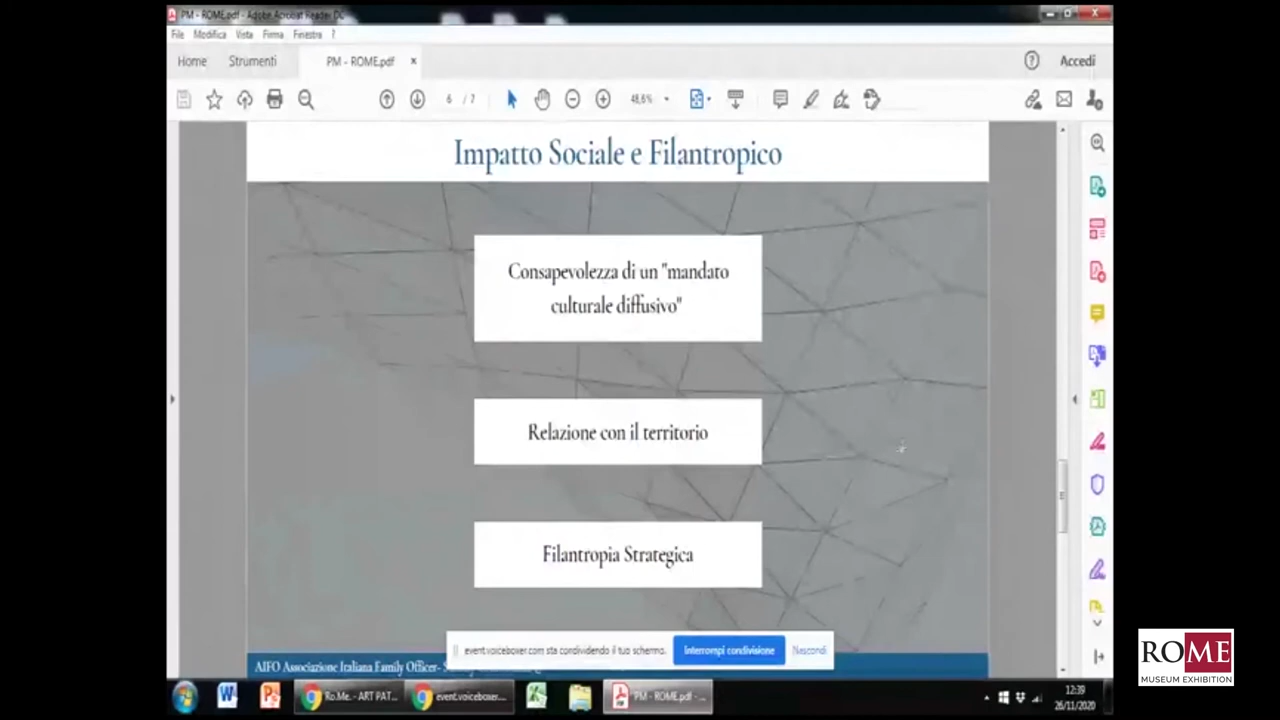 PM - ROME.pdf - Adobe Acrobat Reader DC
File Modifica Vista Firma Finestra ?
Home Strumenti PM - ROME.pdf × Accedi
6 / 7 48,6%
Impatto Sociale e Filantropico
Consapevolezza di un "mandato
culturale diffusivo"
Relazione con il territorio
Filantropia Strategica
event.voiceboxer.com sta condividendo il tuo schermo. Interrompi condivisione Nascondi
AIFO Associazione Italiana Family Officer-
Ro.Me. - ART PAT... event.voiceboxer... PM - ROME.pdf - ...
12:39
26/11/2020
ROME
MUSEUM EXHIBITION